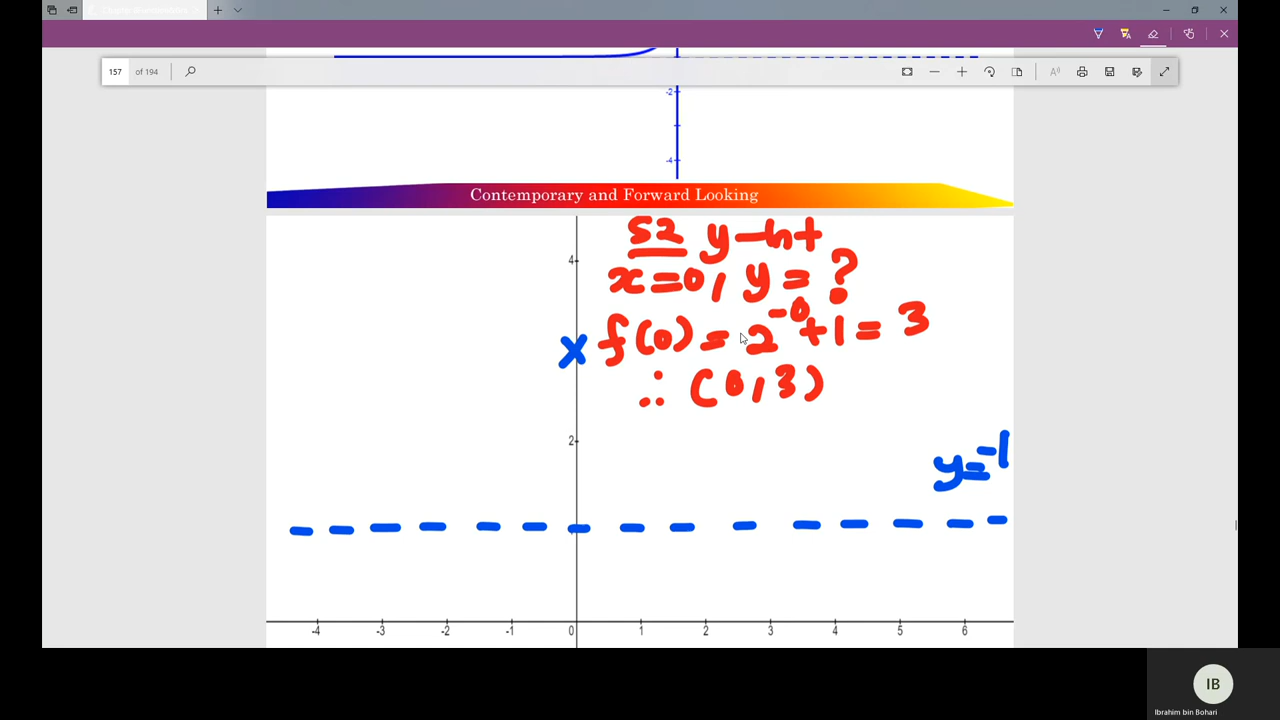 157 of 194
-2
-4
Contemporary and Forward Looking
S2 y-int
x=0, y= ?
f(0) = 2^-0 + 1 = 3
∴ (0,3)
4
2
y=-1
-4 -3 -2 -1 0 1 2 3 4 5 6
IB
Ibrahim bin Bohari